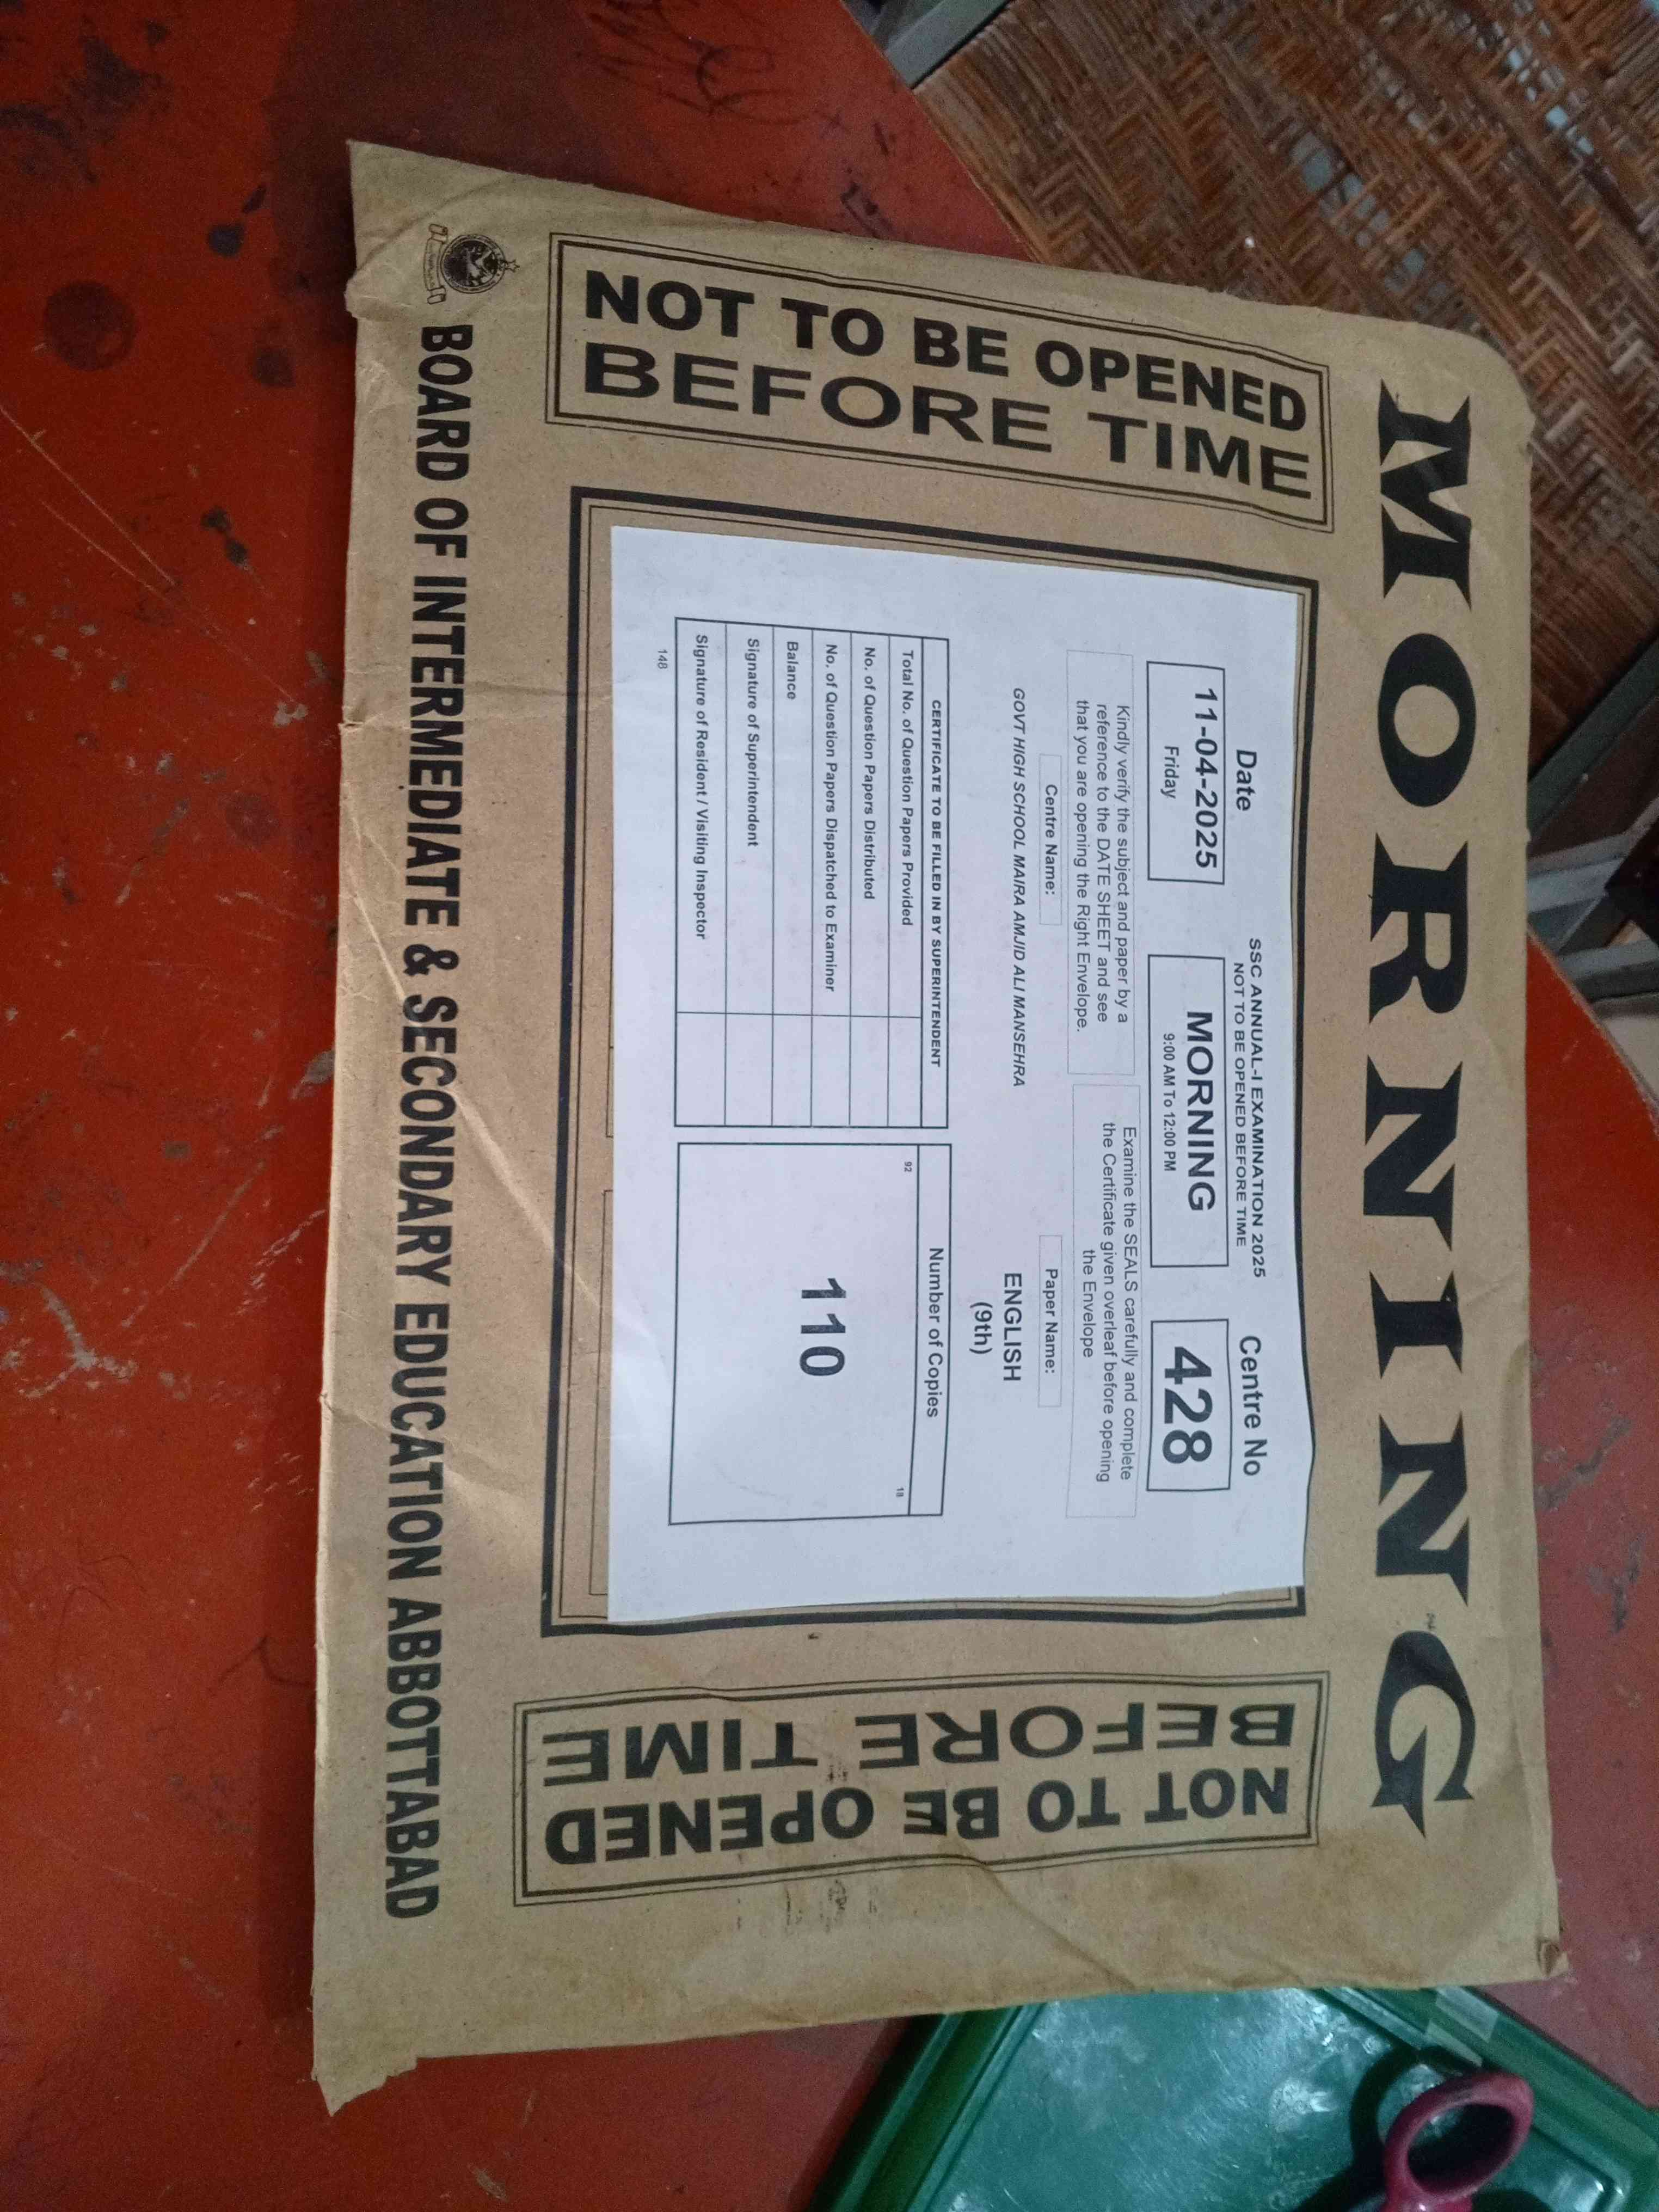 MORNING
NOT TO BE OPENED
BEFORE TIME
SSC ANNUAL-I EXAMINATION 2025
NOT TO BE OPENED BEFORE TIME
Date
11-04-2025
Friday
MORNING
9:00 AM To 12:00 PM
Centre No
428
Kindly verify the subject and paper by a
reference to the DATE SHEET and see
that you are opening the Right Envelope.
Examine the SEALS carefully and complete
the Certificate given overleaf before opening
the Envelope
Centre Name:
GOVT HIGH SCHOOL MAIRA AMJID ALI MANSEHRA
Paper Name:
ENGLISH
(9th)
CERTIFICATE TO BE FILLED IN BY SUPERINTENDENT
Total No. of Question Papers Provided
No. of Question Papers Distributed
No. of Question Papers Dispatched to Examiner
Balance
Signature of Superintendent
Signature of Resident / Visiting Inspector
148
Number of Copies
92
18
110
NOT TO BE OPENED
BEFORE TIME
BOARD OF INTERMEDIATE & SECONDARY EDUCATION ABBOTTABAD